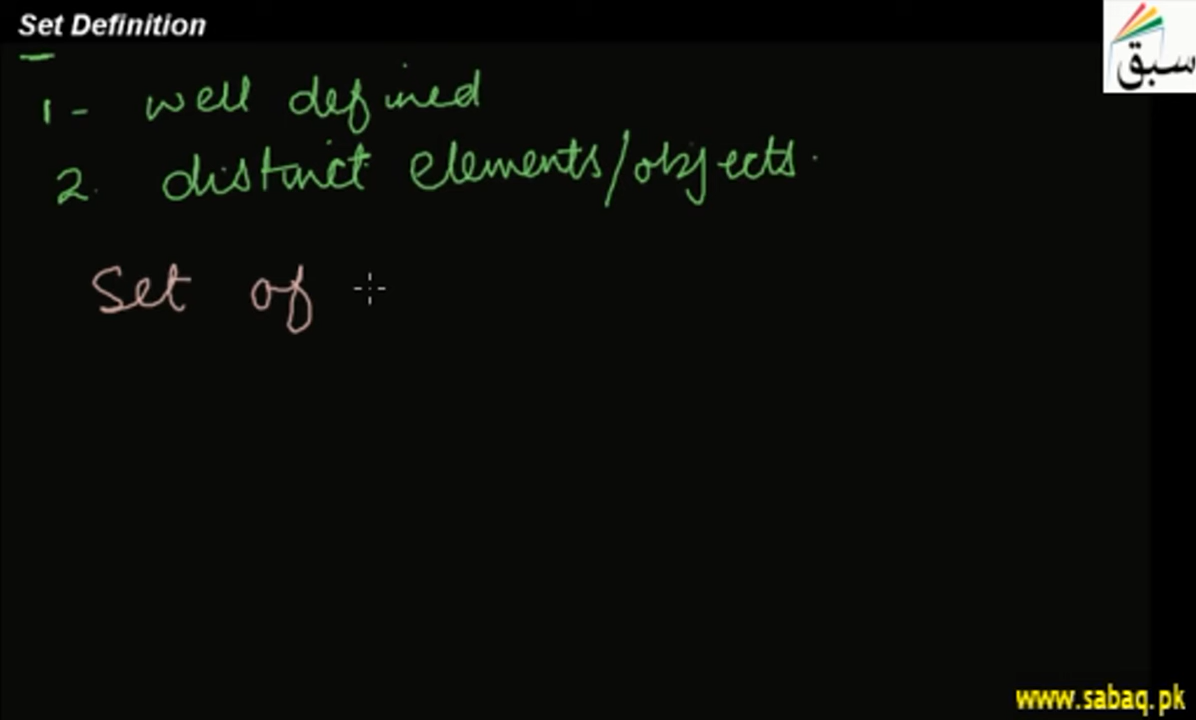 Set Definition
سبق
1- well defined
2. distinct elements/objects.
Set of
www.sabaq.pk